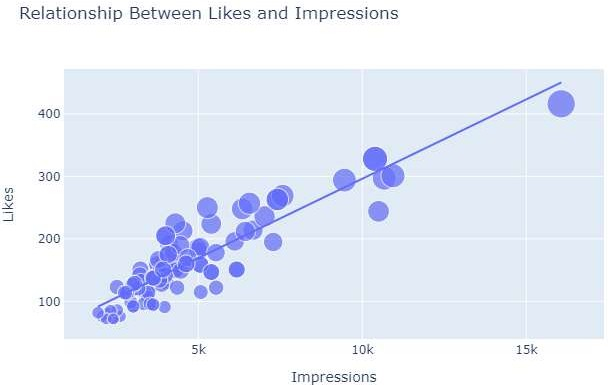 Relationship Between Likes and Impressions
Likes
400
300
200
100
5k
10k
15k
Impressions